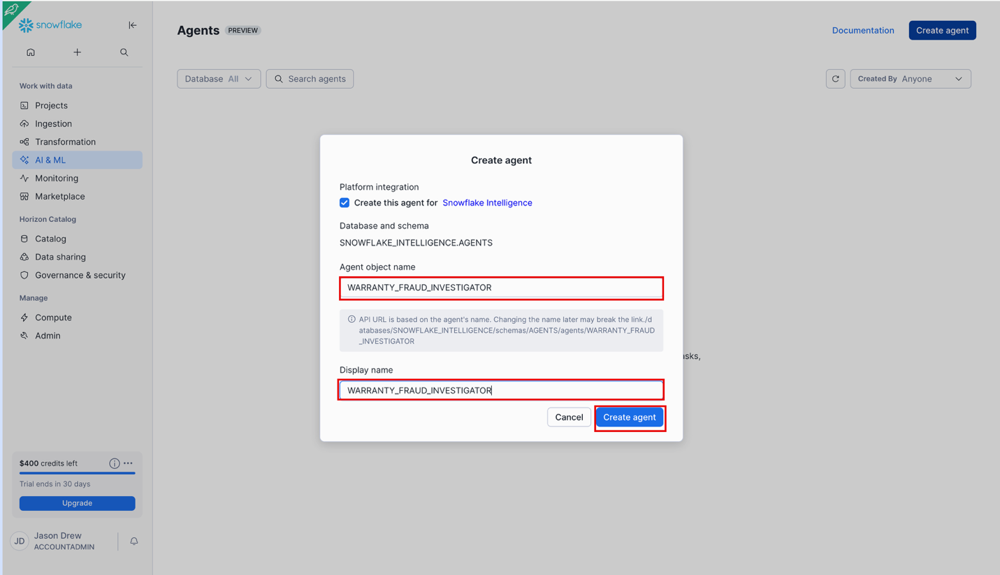 snowflake
Agents PREVIEW
Documentation
Create agent
Database All
Search agents
Created By Anyone
Work with data
Projects
Ingestion
Transformation
AI & ML
Monitoring
Marketplace
Horizon Catalog
Catalog
Data sharing
Governance & security
Manage
Compute
Admin
$400 credits left
Trial ends in 30 days
Upgrade
JD
Jason Drew
ACCOUNTADMIN
Create agent
Platform integration
Create this agent for Snowflake Intelligence
Database and schema
SNOWFLAKE_INTELLIGENCE.AGENTS
Agent object name
WARRANTY_FRAUD_INVESTIGATOR
API URL is based on the agent's name. Changing the name later may break the link./d
atabases/SNOWFLAKE_INTELLIGENCE/schemas/AGENTS/agents/WARRANTY_FRAUD
_INVESTIGATOR
Display name
WARRANTY_FRAUD_INVESTIGATOR
Cancel
Create agent
asks,